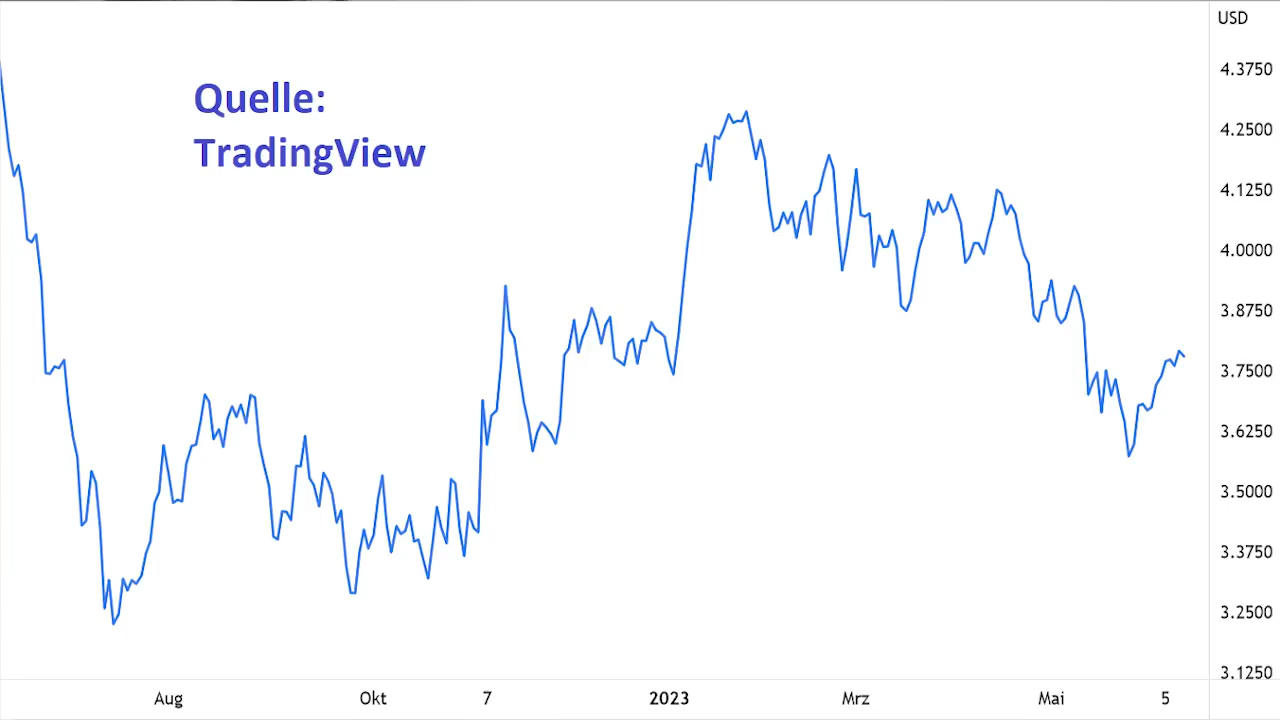 USD
4.3750
Quelle:
4.2500
TradingView
4.1250
4.0000
3.8750
3.7500
3.6250
3.5000
3.3750
3.2500
3.1250
Aug Okt 7 2023 Mrz Mai 5